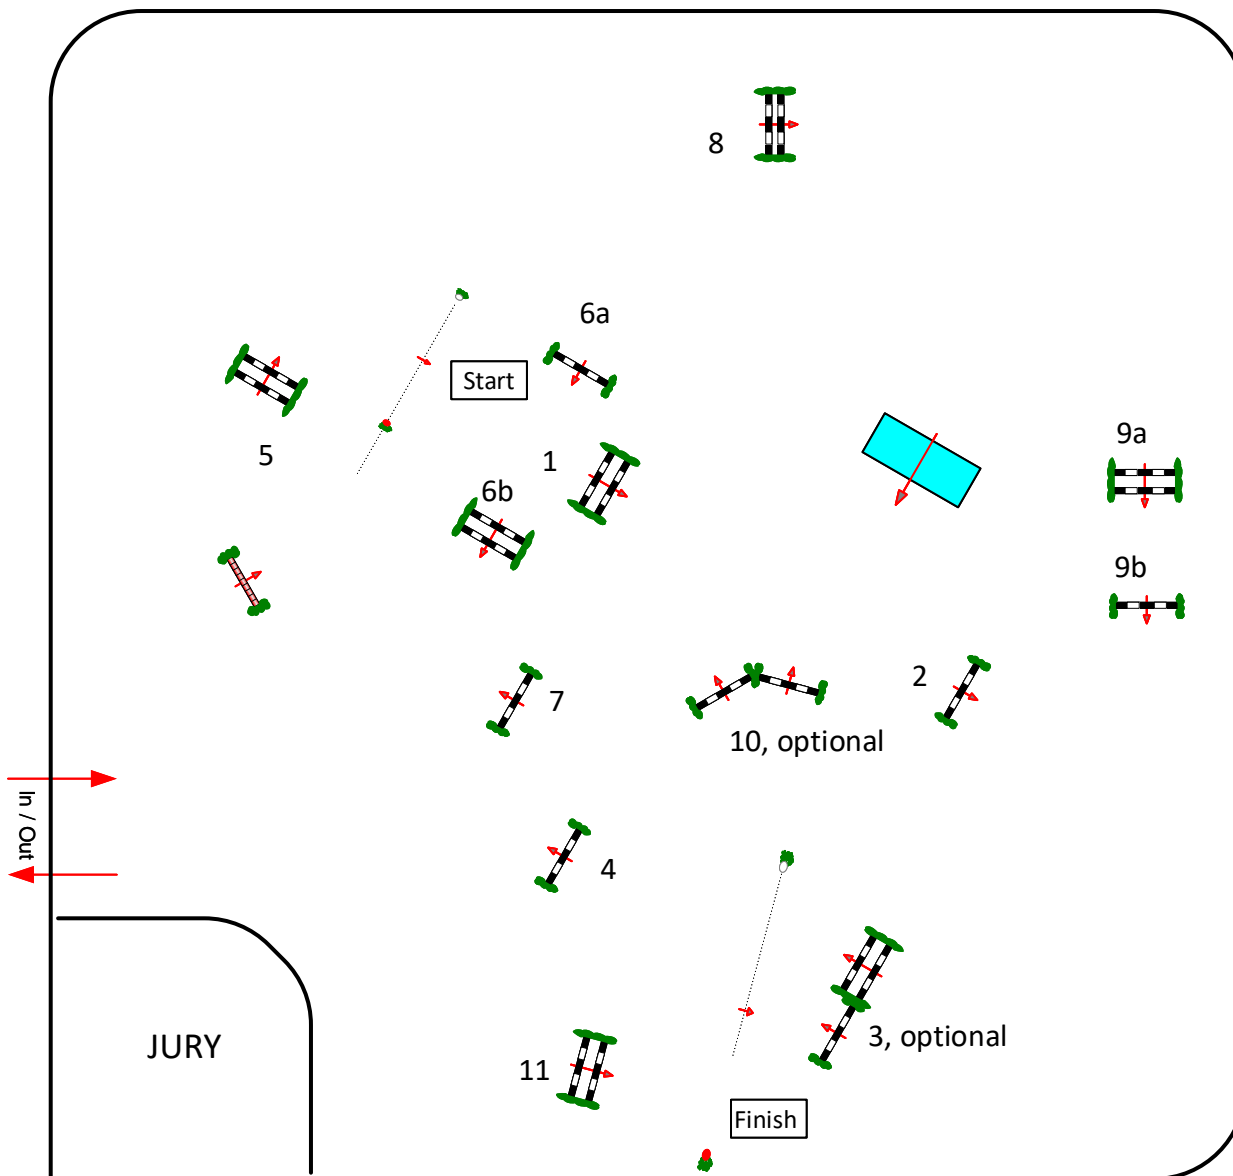 8
6a
Start
5
1
6b
9a
9b
2
7
10, optional
In / Out
4
JURY
3, optional
11
Finish